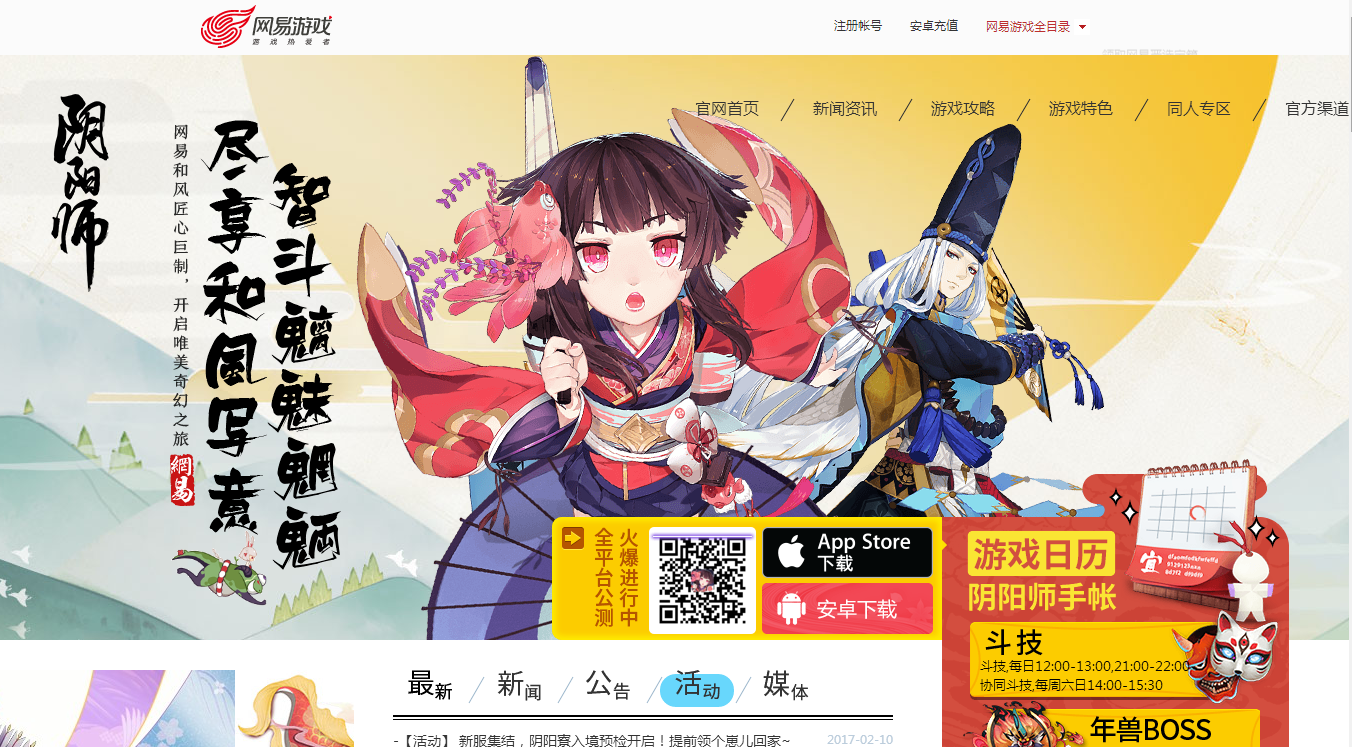 网易游戏
游戏热爱者
注册帐号
安卓充值
网易游戏全目录
官网首页
新闻资讯
游戏攻略
游戏特色
同人专区
官方渠道
阴阳师
智斗魑魅魍魉
尽享和风写意
网易和风匠心巨制，开启唯美奇幻之旅
網易
全平台公测
火爆进行中
App Store
下载
安卓下载
游戏日历
阴阳师手帐
宜
斗技
斗技,每日12:00-13:00,21:00-22:00
协同斗技,每周六日14:00-15:30
年兽BOSS
最新
新闻
公告
活动
媒体
-【活动】 新服集结，阴阳寮入境预检开启！提前领个崽儿回家~
2017-02-10